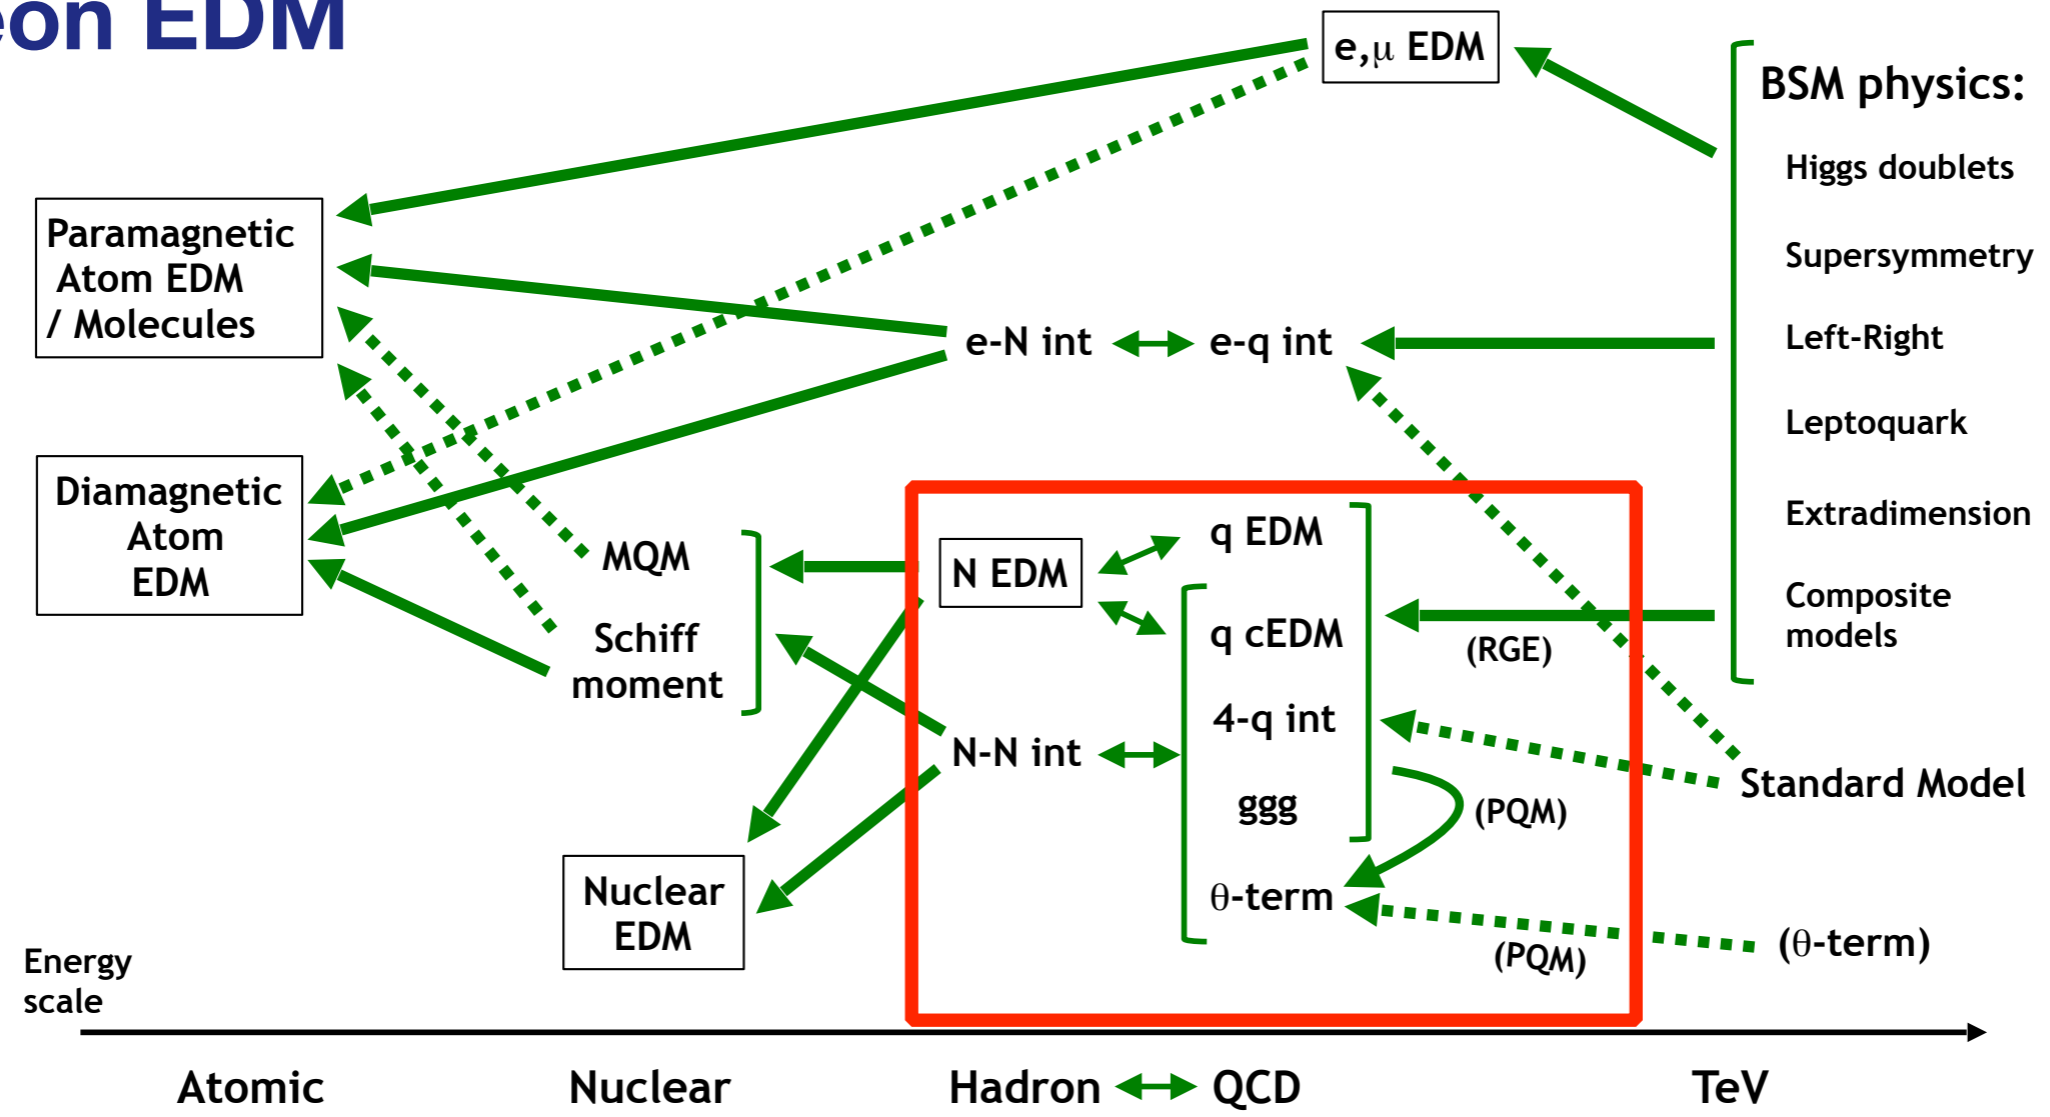 eon EDM
e,μ EDM
BSM physics:
Higgs doublets
Supersymmetry
Left-Right
Leptoquark
Extradimension
Composite
models
Paramagnetic
Atom EDM
/ Molecules
e-N int
e-q int
Diamagnetic
Atom
EDM
MQM
Schiff
moment
N EDM
q EDM
q cEDM
(RGE)
4-q int
N-N int
ggg
(PQM)
Standard Model
θ-term
(PQM)
(θ-term)
Nuclear
EDM
Energy
scale
Atomic
Nuclear
Hadron
QCD
TeV